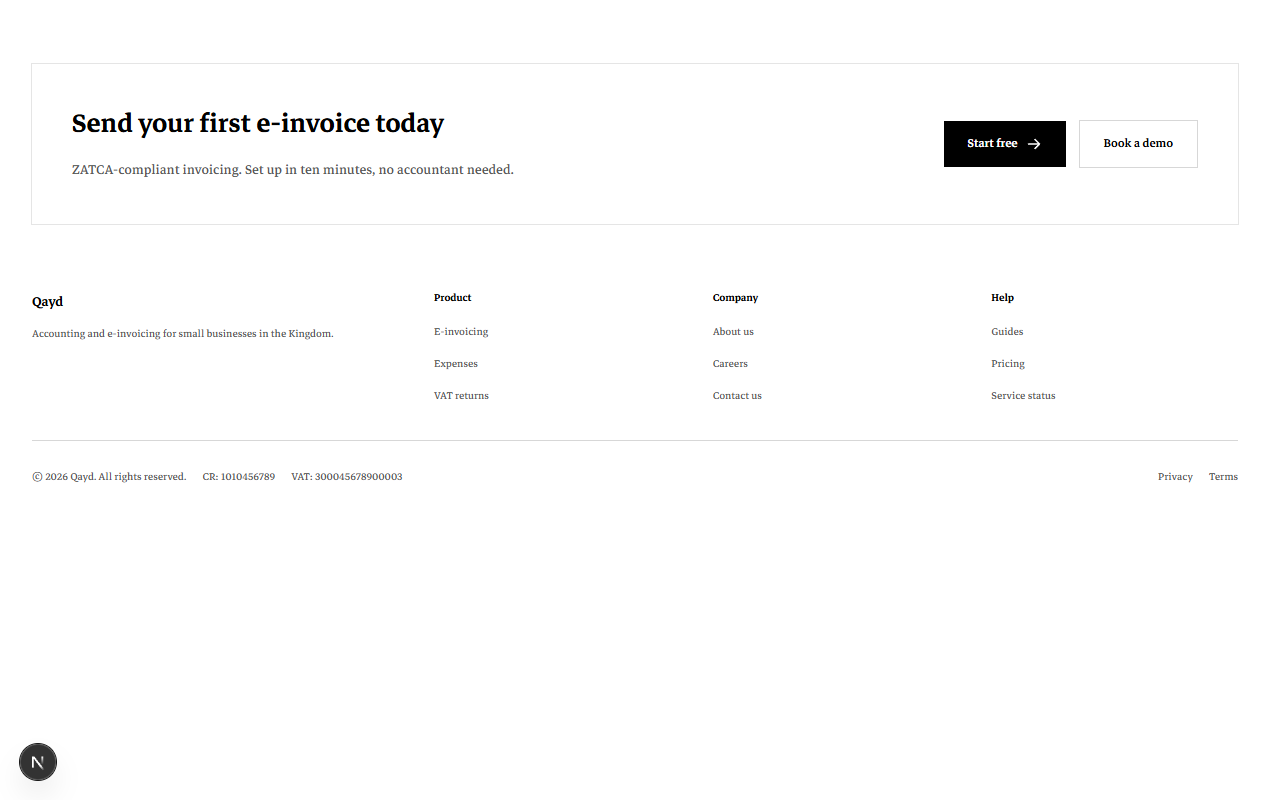 Send your first e-invoice today
ZATCA-compliant invoicing. Set up in ten minutes, no accountant needed.
Start free
Book a demo
Qayd
Accounting and e-invoicing for small businesses in the Kingdom.
Product
E-invoicing
Expenses
VAT returns
Company
About us
Careers
Contact us
Help
Guides
Pricing
Service status
© 2026 Qayd. All rights reserved. CR: 1010456789 VAT: 300045678900003
Privacy Terms
N